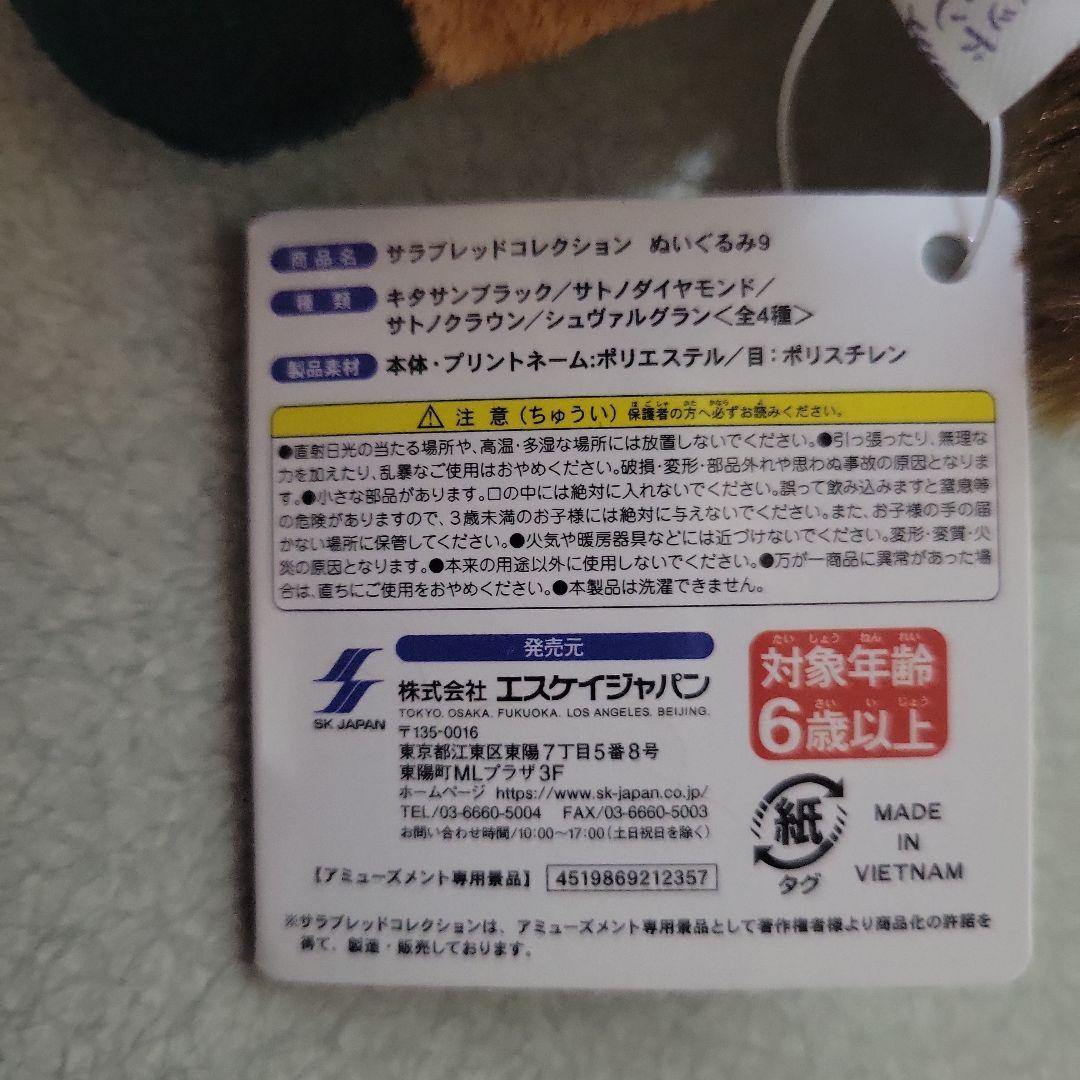 ッド
ン
商品名 サラブレッドコレクション ぬいぐるみ9
種類 キタサンブラック／サトノダイヤモンド／
サトノクラウン／シュヴァルグラン＜全4種＞
製品素材 本体・プリントネーム:ポリエステル／目：ポリスチレン
⚠ 注意（ちゅうい）保護者の方へ必ずお読みください。
ほごしゃ かた かなら よ
●直射日光の当たる場所や、高温・多湿な場所には放置しないでください。●引っ張ったり、無理な
力を加えたり、乱暴なご使用はおやめください。破損・変形・部品外れや思わぬ事故の原因となりま
す。●小さな部品があります。口の中には絶対に入れないでください。誤って飲み込みますと窒息等
の危険がありますので、3歳未満のお子様には絶対に与えないでください。また、お子様の手の届
かない場所に保管してください。●火気や暖房器具などには近づけないでください。変形・変質・火
災の原因となります。●本来の用途以外に使用しないでください。●万が一商品に異常があった場
合は、直ちにご使用をおやめください。●本製品は洗濯できません。
発売元
SK JAPAN
株式会社 エスケイジャパン
TOKYO. OSAKA. FUKUOKA. LOS ANGELES. BEIJING.
〒135-0016
東京都江東区東陽7丁目5番8号
東陽町MLプラザ3F
ホームページ https://www.sk-japan.co.jp/
TEL/03-6660-5004 FAX/03-6660-5003
お問い合わせ時間/10:00〜17:00（土日祝日を除く）
たいしょうねんれい
対象年齢
さいいじょう
6歳以上
紙
タグ
MADE
IN
VIETNAM
【アミューズメント専用景品】 4519869212357
※サラブレッドコレクションは、アミューズメント専用景品として著作権者様より商品化の許諾を
得て、製造・販売しております。